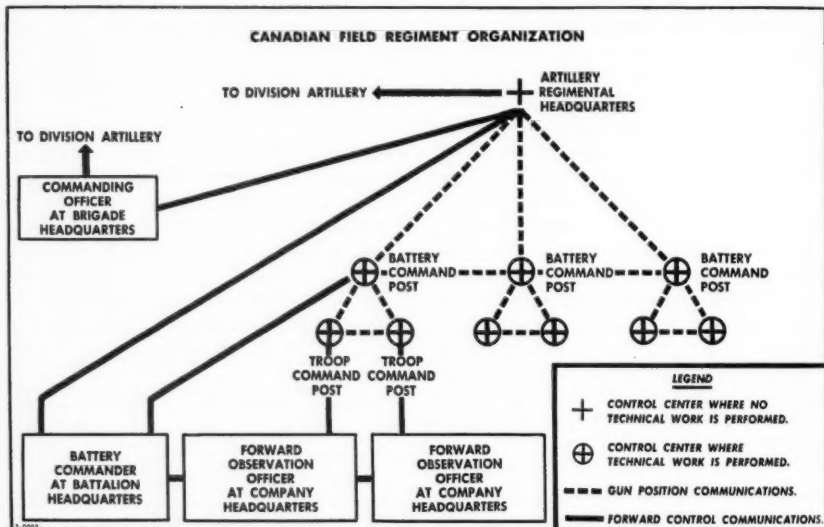 CANADIAN FIELD REGIMENT ORGANIZATION
TO DIVISION ARTILLERY
ARTILLERY
REGIMENTAL
HEADQUARTERS
TO DIVISION ARTILLERY
COMMANDING
OFFICER
AT BRIGADE
HEADQUARTERS
BATTERY
COMMAND
POST
BATTERY
COMMAND
POST
BATTERY
COMMAND
POST
TROOP
COMMAND
POST
TROOP
COMMAND
POST
BATTERY
COMMANDER
AT BATTALION
HEADQUARTERS
FORWARD
OBSERVATION
OFFICER
AT COMPANY
HEADQUARTERS
FORWARD
OBSERVATION
OFFICER
AT COMPANY
HEADQUARTERS
LEGEND
CONTROL CENTER WHERE NO
TECHNICAL WORK IS PERFORMED.
CONTROL CENTER WHERE
TECHNICAL WORK IS PERFORMED.
GUN POSITION COMMUNICATIONS.
FORWARD CONTROL COMMUNICATIONS.